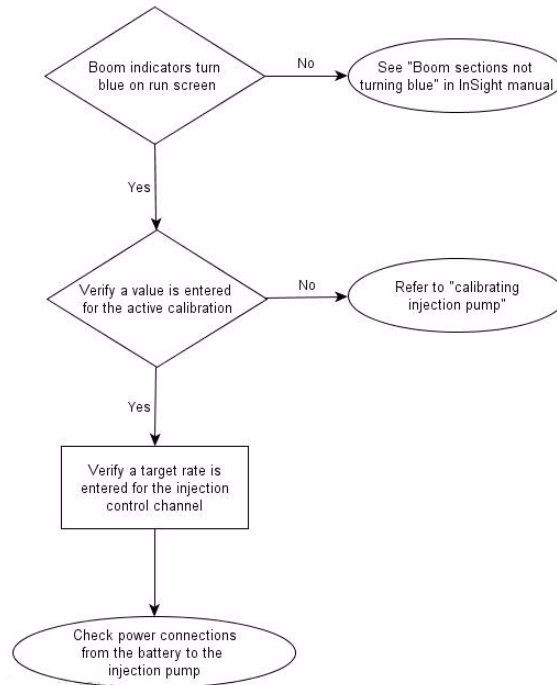 Boom indicators turn
blue on run screen
No
See "Boom sections not
turning blue" in InSight manual
Yes
Verify a value is entered
for the active calibration
No
Refer to "calibrating
injection pump"
Yes
Verify a target rate is
entered for the injection
control channel
Check power connections
from the battery to the
injection pump